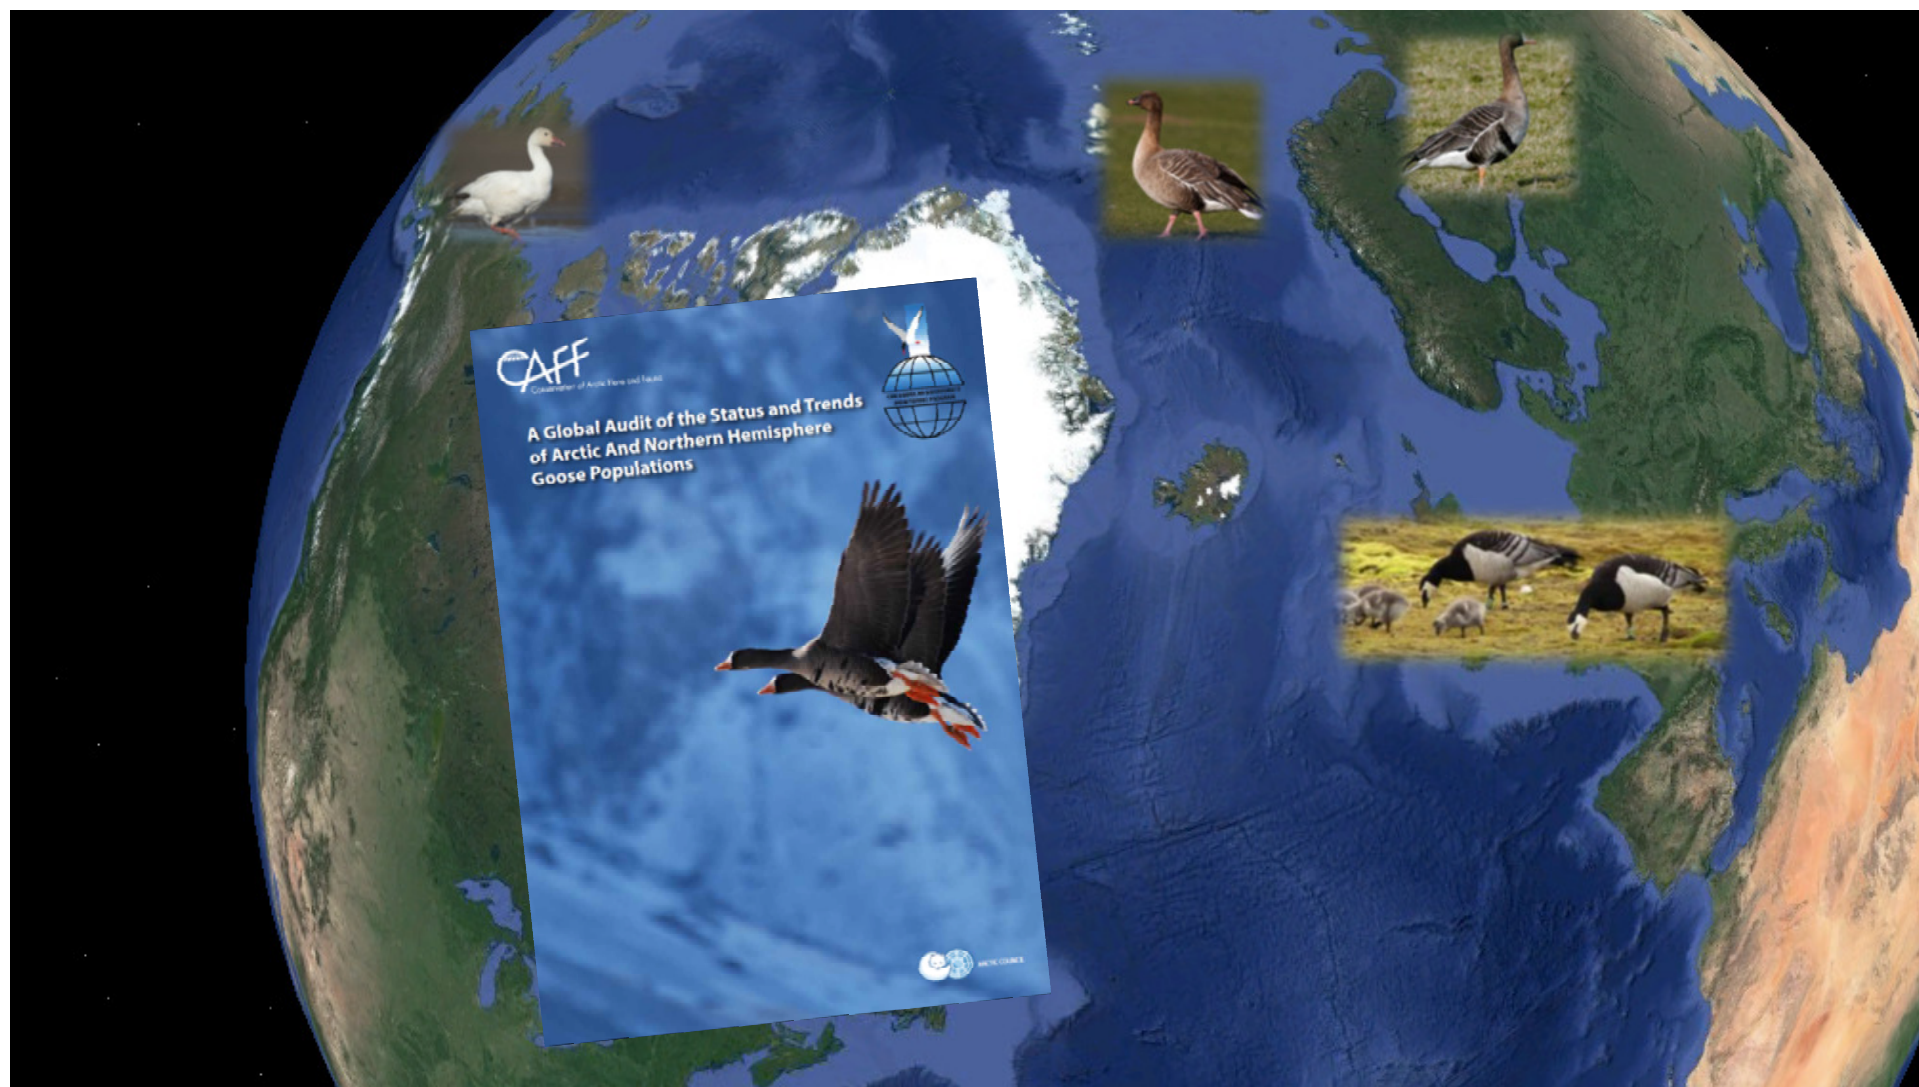 CAFF
Conservation of Arctic Flora and Fauna
A Global Audit of the Status and Trends
of Arctic And Northern Hemisphere
Goose Populations
ARCTIC COUNCIL